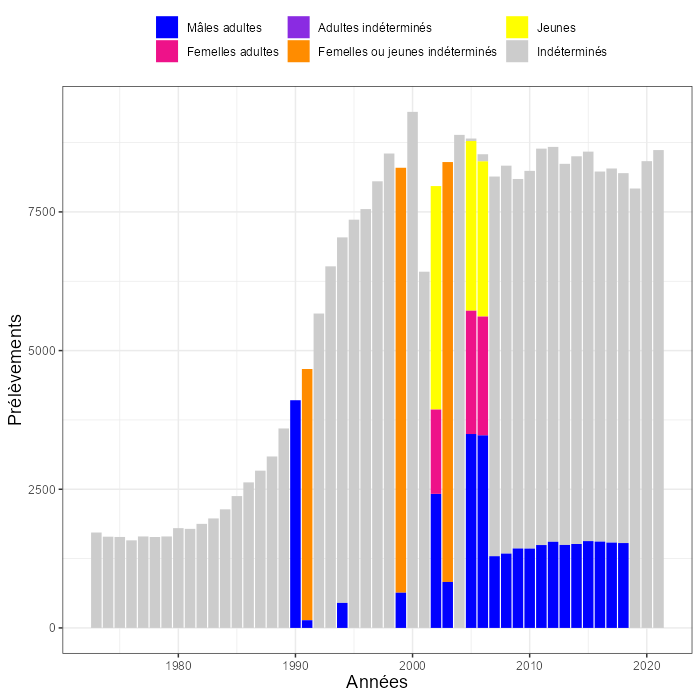 Mâles adultes Adultes indéterminés Jeunes
Femelles adultes Femelles ou jeunes indéterminés Indéterminés
7500
5000
2500
0
Prélèvements
1980 1990 2000 2010 2020
Années